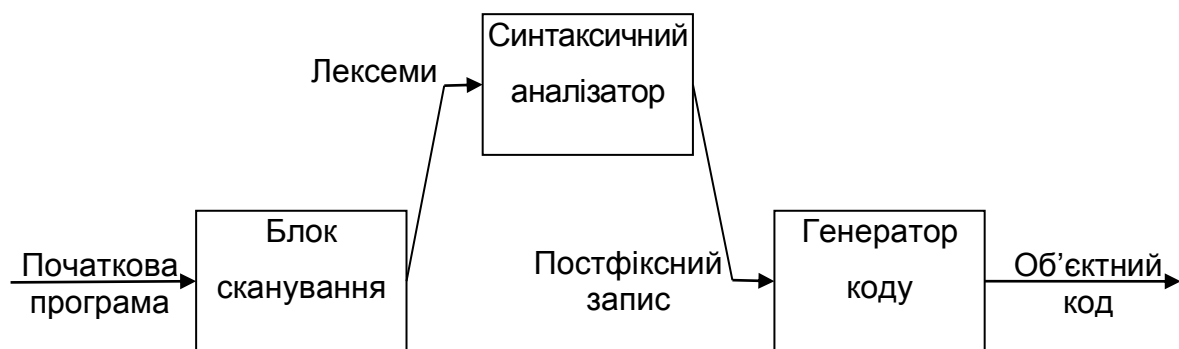 Синтаксичний
аналізатор
Лексеми
Блок
сканування
Початкова
програма
Постфіксний
запис
Генератор
коду
Об’єктний
код